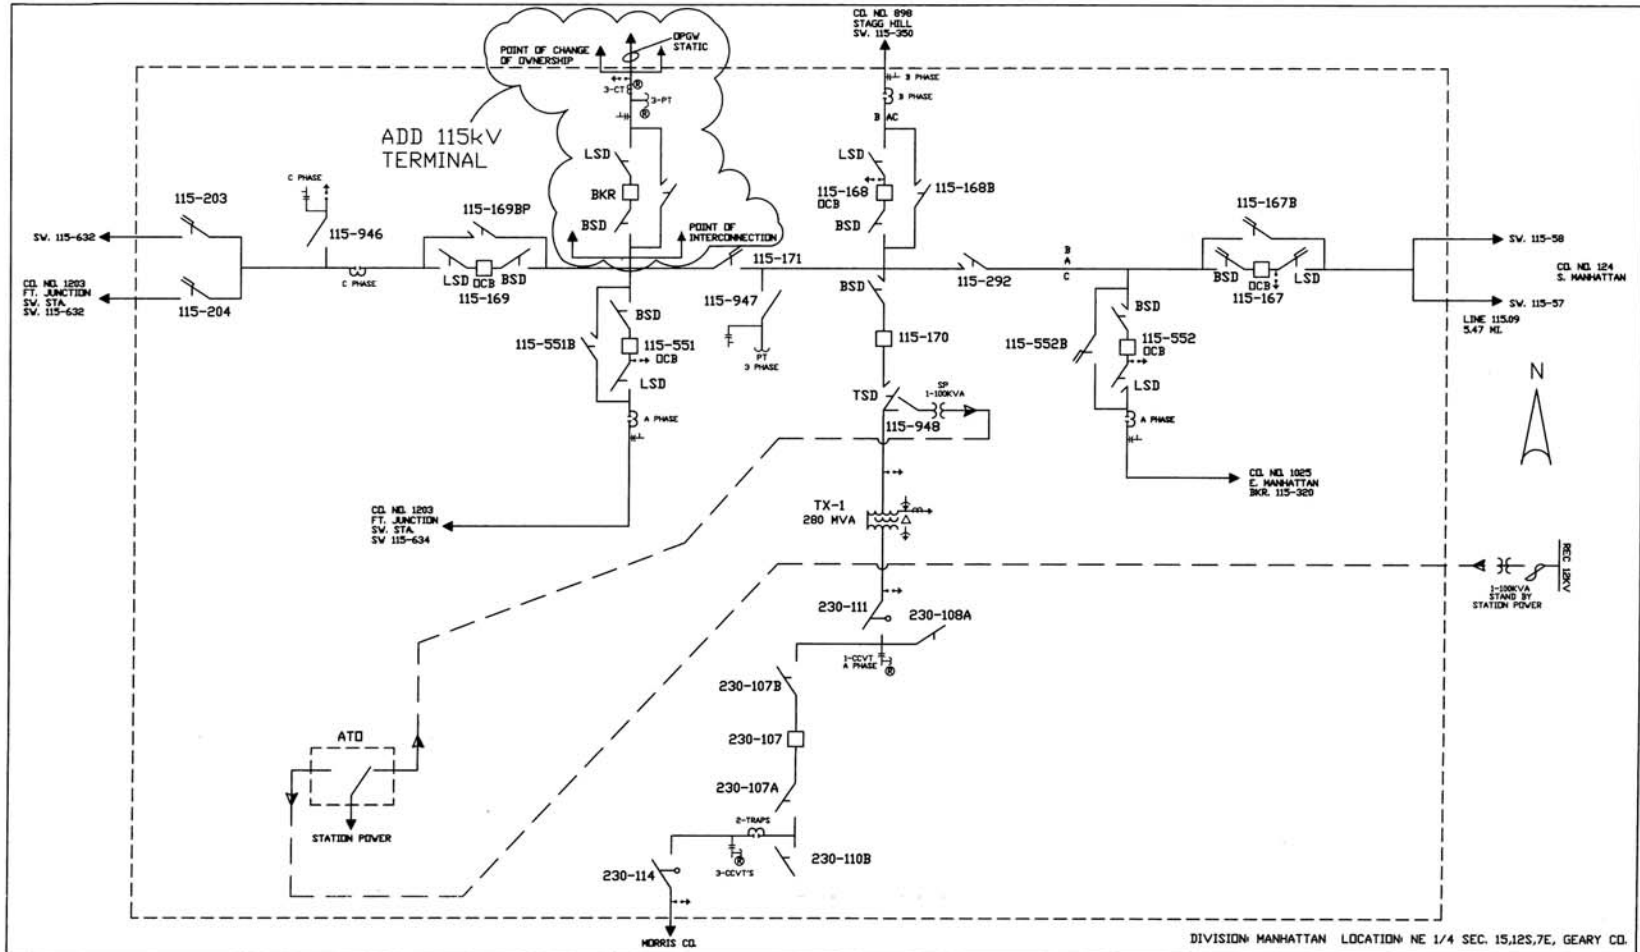 CO. NO. 898
STAGG HILL
SW. 115-350
OPGW
STATIC
POINT OF CHANGE
OF OWNERSHIP
3-CT
®
3-PT
®
B PHASE
B PHASE
B AC
ADD 115kV
TERMINAL
LSD
BKR
BSD
LSD
115-168
OCB
BSD
115-168B
C PHASE
115-203
115-946
115-169BP
POINT OF
INTERCONNECTION
115-167B
SW. 115-632
SW. 115-58
CO. NO. 1203
FT. JUNCTION
SW. STA.
SW. 115-632
115-204
C PHASE
LSD
OCB
BSD
115-169
115-171
115-947
BSD
115-292
B
A
C
BSD
OCB
LSD
115-167
CO. NO. 124
S. MANHATTAN
SW. 115-57
LINE 115.09
5.47 MI.
115-551B
BSD
115-551
OCB
LSD
A PHASE
PT
3 PHASE
115-170
115-552B
BSD
115-552
OCB
LSD
A PHASE
TSD
SP
1-100KVA
115-948
N
CO. NO. 1203
FT. JUNCTION
SW. STA.
SW 115-634
CO. NO. 1025
E. MANHATTAN
BKR. 115-320
TX-1
280 MVA
REC 12KV
1-100KVA
STAND BY
STATION POWER
230-111
230-108A
1-CCVT
A PHASE
®
230-107B
230-107
230-107A
ATO
STATION POWER
2-TRAPS
230-110B
230-114
3-CCVT'S
®
MORRIS CO.
DIVISION: MANHATTAN LOCATION: NE 1/4 SEC. 15,12S,7E, GEARY CO.